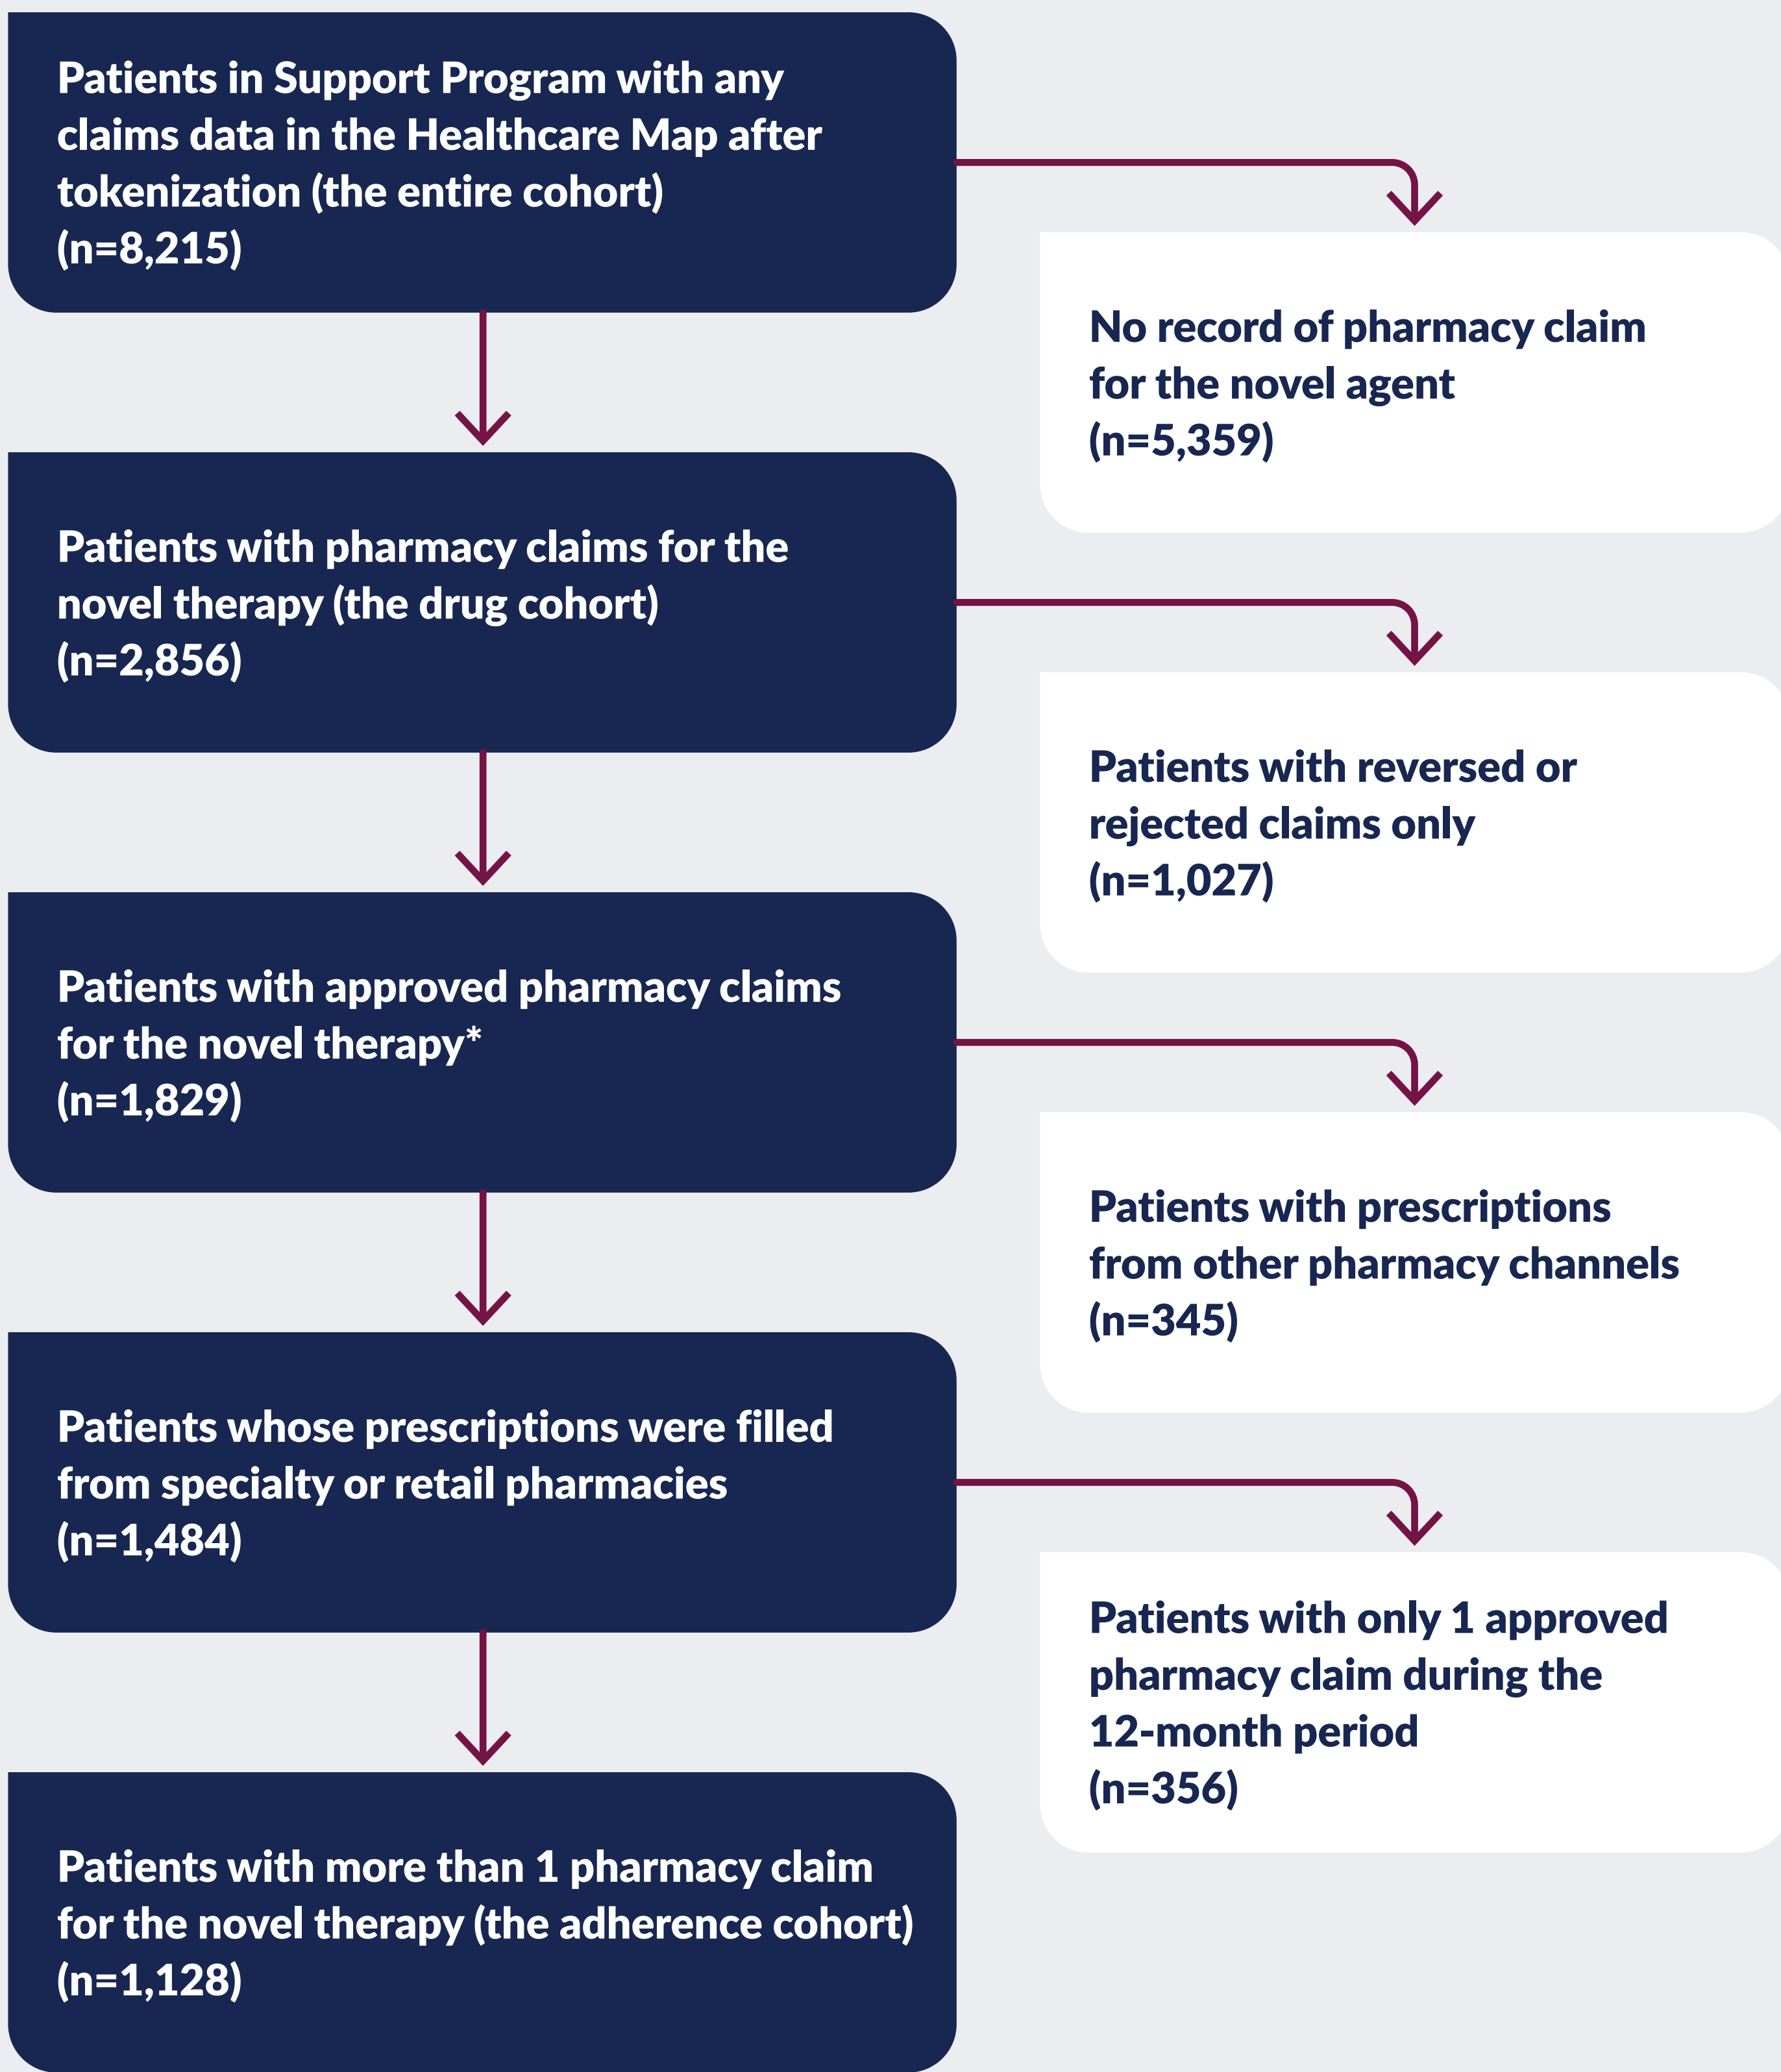 Patients in Support Program with any
claims data in the Healthcare Map after
tokenization (the entire cohort)
(n=8,215)
No record of pharmacy claim
for the novel agent
(n=5,359)
Patients with pharmacy claims for the
novel therapy (the drug cohort)
(n=2,856)
Patients with reversed or
rejected claims only
(n=1,027)
Patients with approved pharmacy claims
for the novel therapy*
(n=1,829)
Patients with prescriptions
from other pharmacy channels
(n=345)
Patients whose prescriptions were filled
from specialty or retail pharmacies
(n=1,484)
Patients with only 1 approved
pharmacy claim during the
12-month period
(n=356)
Patients with more than 1 pharmacy claim
for the novel therapy (the adherence cohort)
(n=1,128)